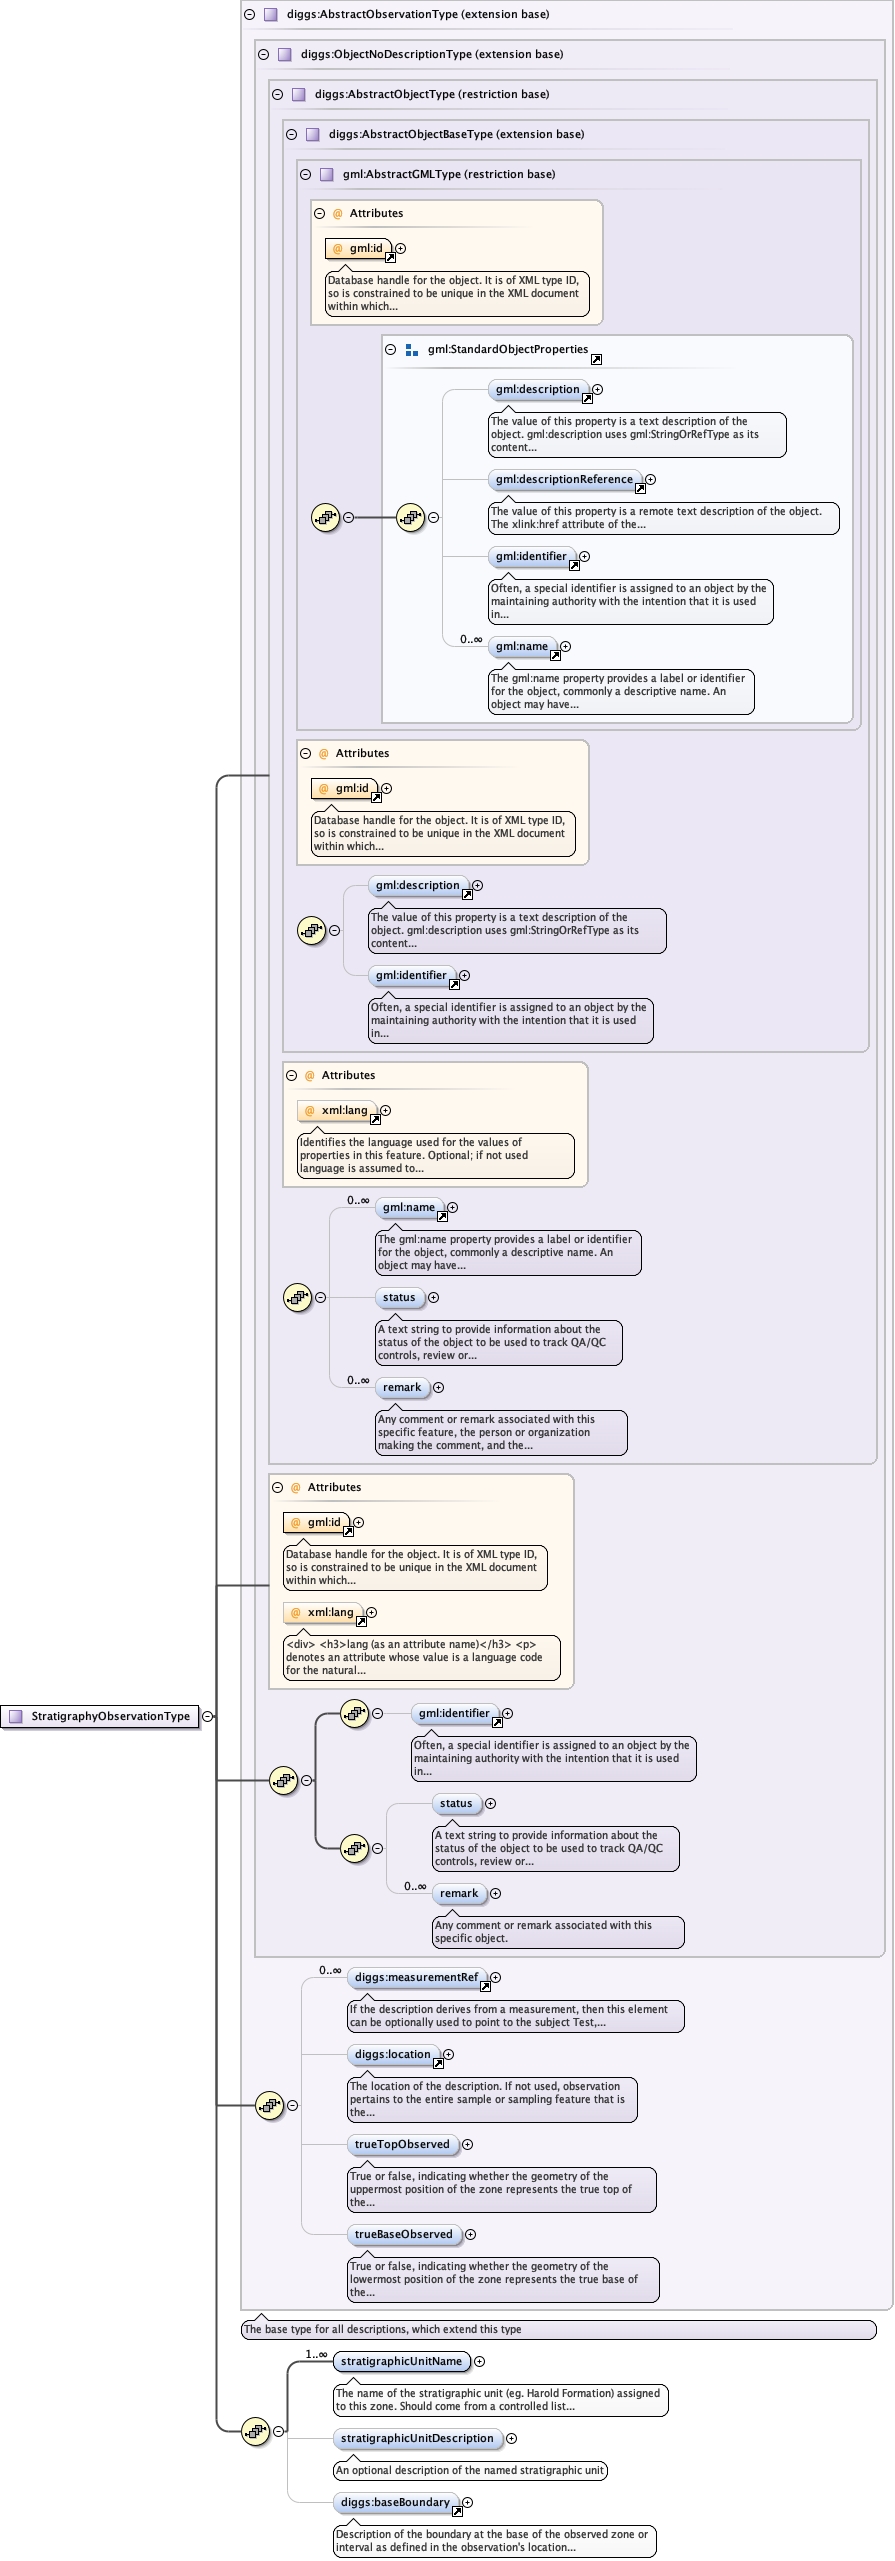 diggs:AbstractObservationType (extension base)
diggs:ObjectNoDescriptionType (extension base)
diggs:AbstractObjectType (restriction base)
diggs:AbstractObjectBaseType (extension base)
gml:AbstractGMLType (restriction base)
@ Attributes
@ gml:id
Database handle for the object. It is of XML type ID,
so is constrained to be unique in the XML document
within which...
gml:StandardObjectProperties
gml:description
The value of this property is a text description of the
object. gml:description uses gml:StringOrRefType as its
content...
gml:descriptionReference
The value of this property is a remote text description of the object.
The xlink:href attribute of the...
gml:identifier
Often, a special identifier is assigned to an object by the
maintaining authority with the intention that it is used
in...
0..∞
gml:name
The gml:name property provides a label or identifier
for the object, commonly a descriptive name. An
object may have...
@ Attributes
@ gml:id
Database handle for the object. It is of XML type ID,
so is constrained to be unique in the XML document
within which...
gml:description
The value of this property is a text description of the
object. gml:description uses gml:StringOrRefType as its
content...
gml:identifier
Often, a special identifier is assigned to an object by the
maintaining authority with the intention that it is used
in...
@ Attributes
@ xml:lang
Identifies the language used for the values of
properties in this feature. Optional; if not used
language is assumed to...
0..∞
gml:name
The gml:name property provides a label or identifier
for the object, commonly a descriptive name. An
object may have...
status
A text string to provide information about the
status of the object to be used to track QA/QC
controls, review or...
0..∞
remark
Any comment or remark associated with this
specific feature, the person or organization
making the comment, and the...
@ Attributes
@ gml:id
Database handle for the object. It is of XML type ID,
so is constrained to be unique in the XML document
within which...
@ xml:lang
<div> <h3>lang (as an attribute name)</h3> <p>
denotes an attribute whose value is a language code
for the natural...
StratigraphyObservationType
gml:identifier
Often, a special identifier is assigned to an object by the
maintaining authority with the intention that it is used
in...
status
A text string to provide information about the
status of the object to be used to track QA/QC
controls, review or...
0..∞
remark
Any comment or remark associated with this
specific object.
0..∞
diggs:measurementRef
If the description derives from a measurement, then this element
can be optionally used to point to the subject Test,...
diggs:location
The location of the description. If not used, observation
pertains to the entire sample or sampling feature that is
the...
trueTopObserved
True or false, indicating whether the geometry of the
uppermost position of the zone represents the true top of
the...
trueBaseObserved
True or false, indicating whether the geometry of the
lowermost position of the zone represents the true base of
the...
The base type for all descriptions, which extend this type
1..∞
stratigraphicUnitName
The name of the stratigraphic unit (eg. Harold Formation) assigned
to this zone. Should come from a controlled list...
stratigraphicUnitDescription
An optional description of the named stratigraphic unit
diggs:baseBoundary
Description of the boundary at the base of the observed zone or
interval as defined in the observation's location...